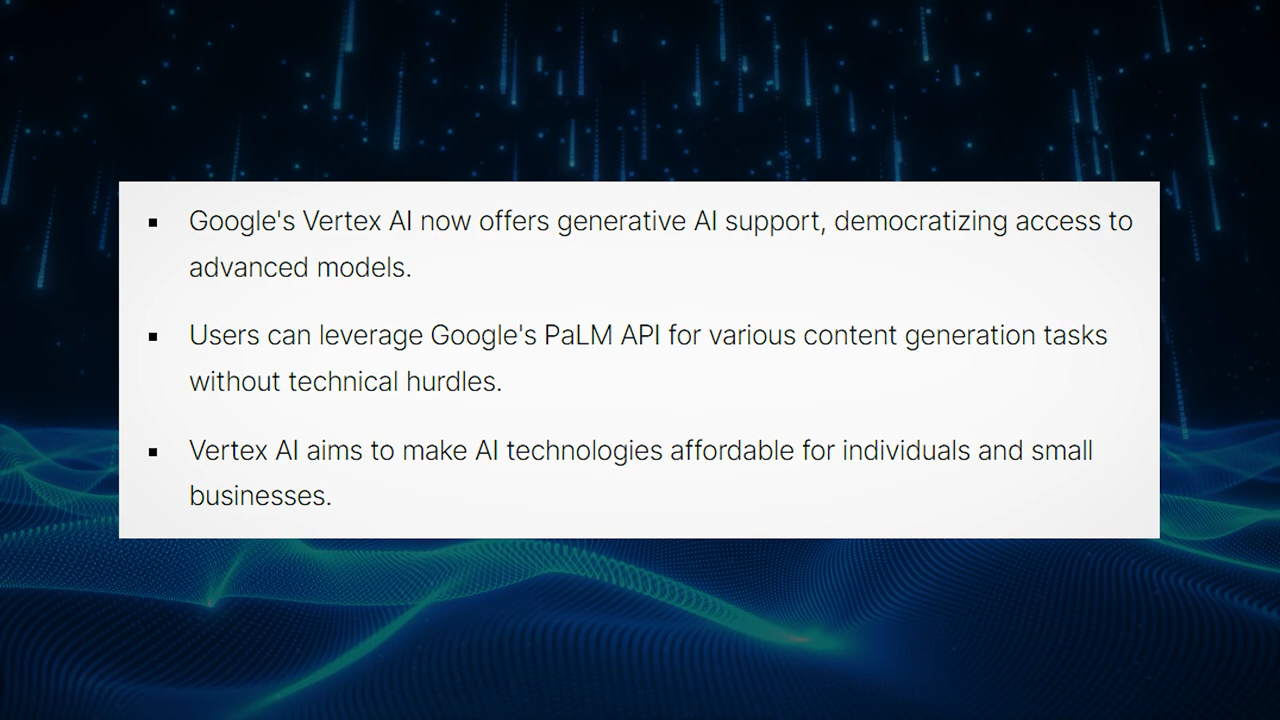 ▪ Google's Vertex AI now offers generative AI support, democratizing access to
advanced models.
▪ Users can leverage Google's PaLM API for various content generation tasks
without technical hurdles.
▪ Vertex AI aims to make AI technologies affordable for individuals and small
businesses.